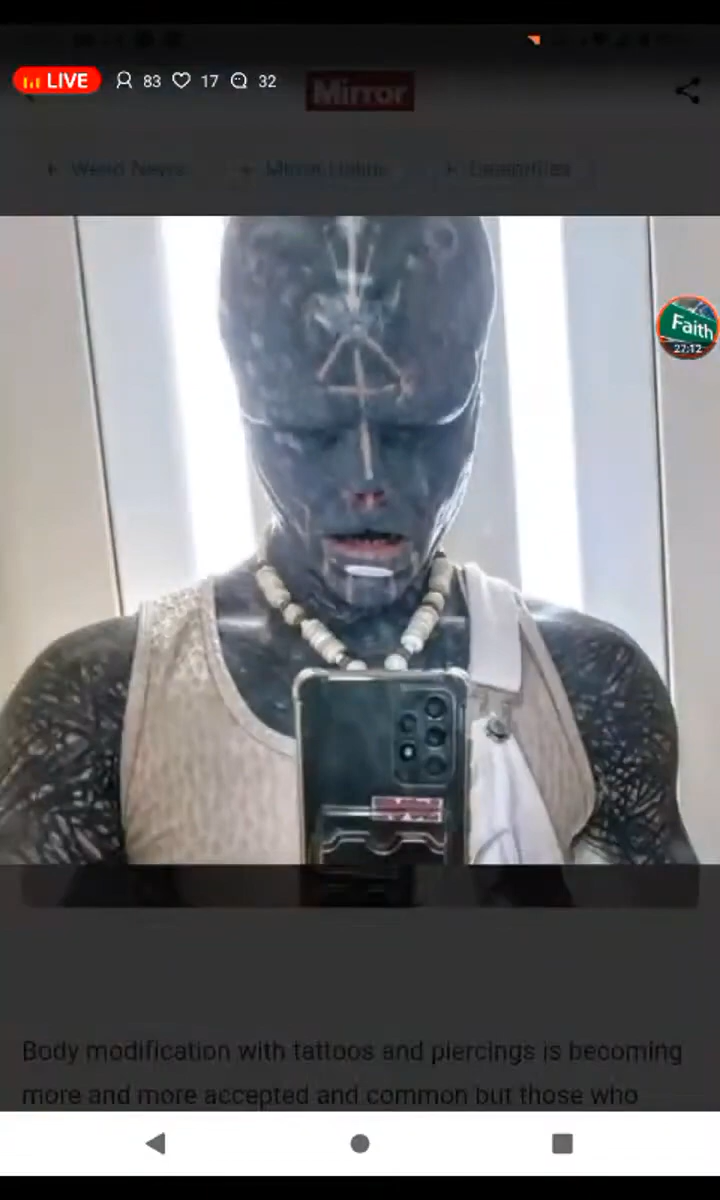 LIVE 83 17 32
Mirror
Weird News Mirror Online Celebrities
Faith
27:12
Body modification with tattoos and piercings is becoming
more and more accepted and common but those who